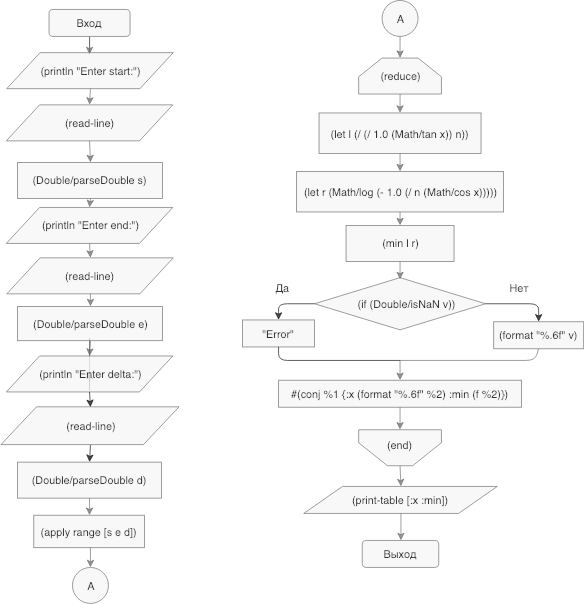 Вход
(println "Enter start:")
(read-line)
(Double/parseDouble s)
(println "Enter end:")
(read-line)
(Double/parseDouble e)
(println "Enter delta:")
(read-line)
(Double/parseDouble d)
(apply range [s e d])
A
A
(reduce)
(let l (/ (/ 1.0 (Math/tan x)) n))
(let r (Math/log (- 1.0 (/ n (Math/cos x)))))
(min l r)
(if (Double/isNaN v))
Да
Нет
"Error"
(format "%.6f" v)
#(conj %1 {:x (format "%.6f" %2) :min (f %2)})
(end)
(print-table [:x :min])
Выход